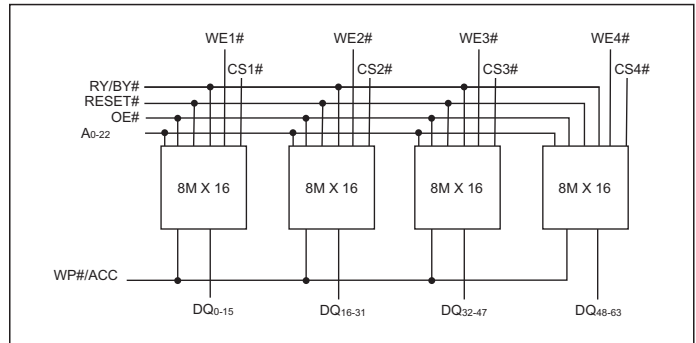 WE1# WE2# WE3# WE4#
CS1# CS2# CS3# CS4#
RY/BY#
RESET#
OE#
A0-22
8M X 16 8M X 16 8M X 16 8M X 16
WP#/ACC
DQ0-15 DQ16-31 DQ32-47 DQ48-63